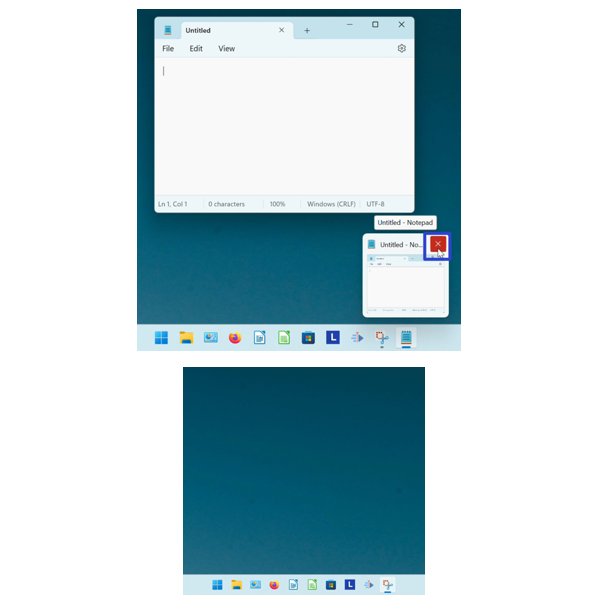 Untitled
File Edit View
Ln 1, Col 1 0 characters 100% Windows (CRLF) UTF-8
Untitled - Notepad
Untitled - No...
L
L